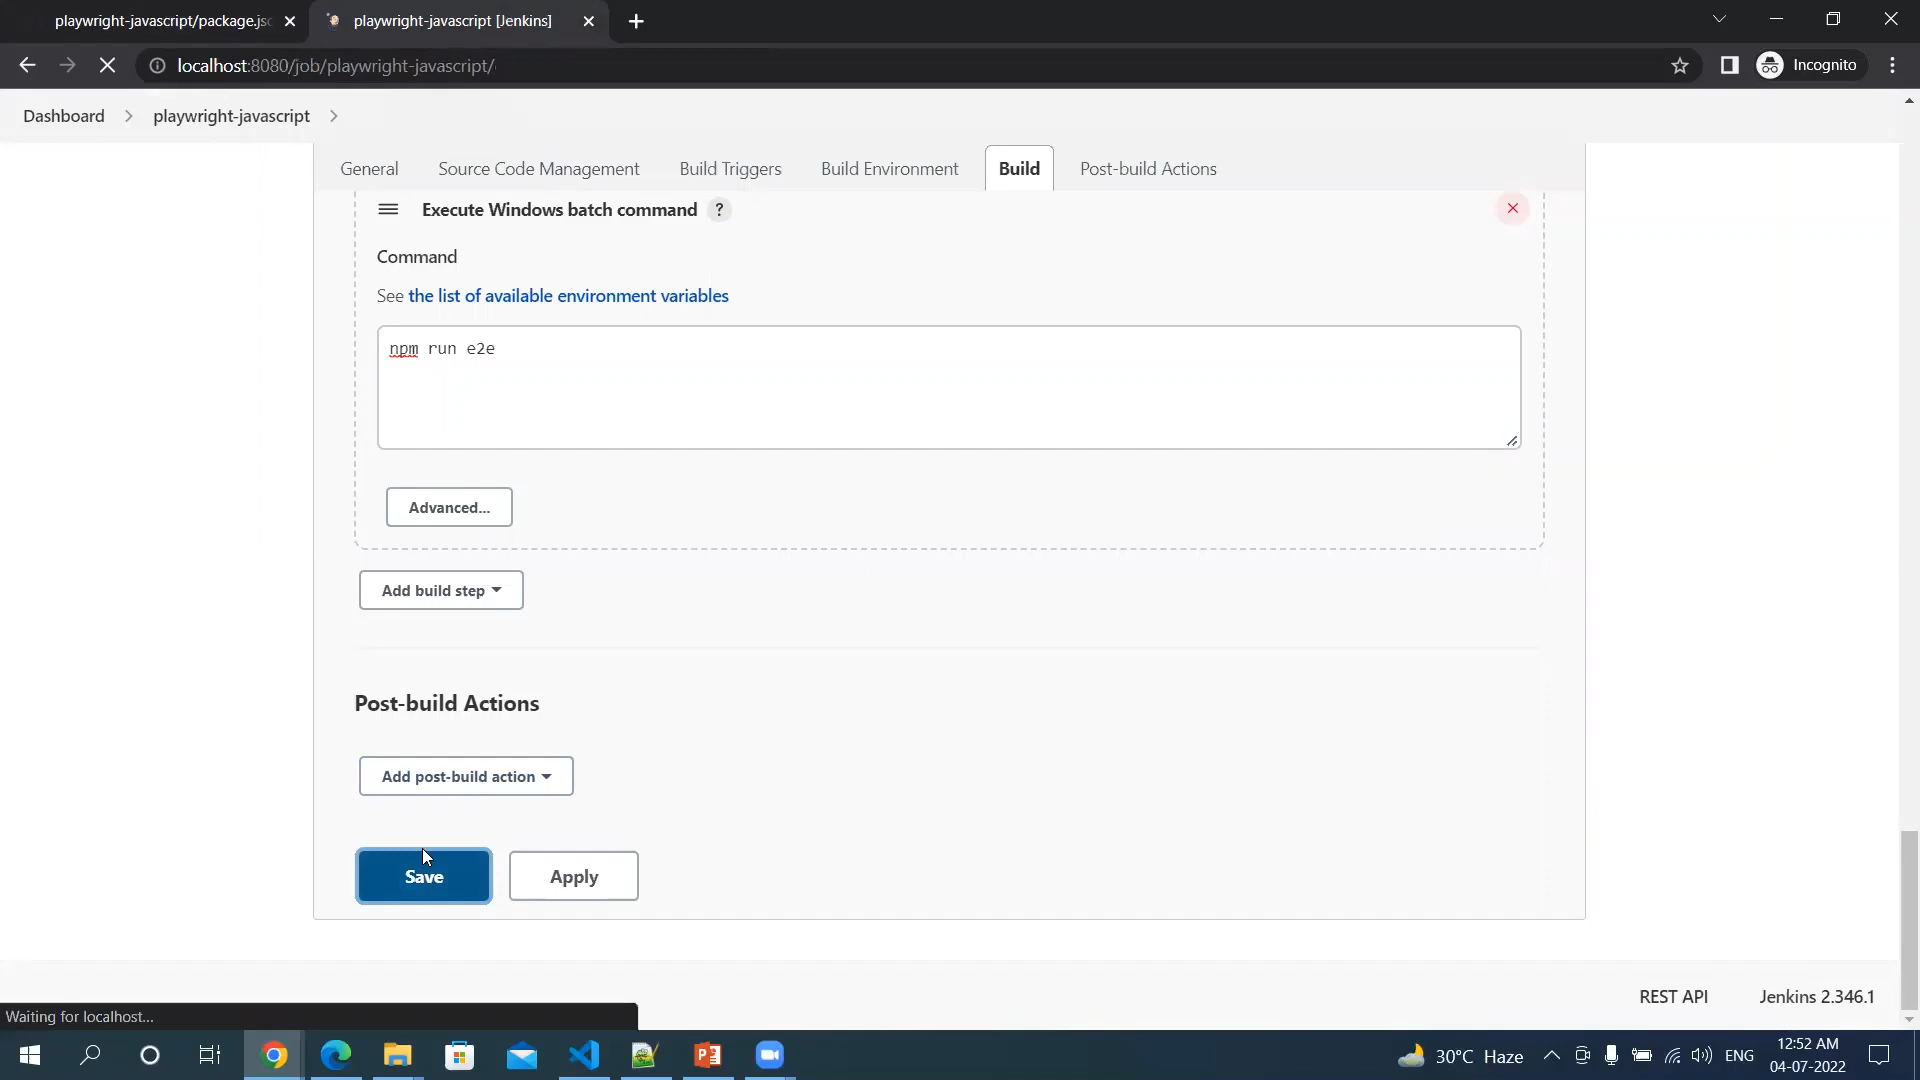 playwright-javascript/package.jsc
playwright-javascript [Jenkins]
localhost:8080/job/playwright-javascript/
Incognito
Dashboard
playwright-javascript
General
Source Code Management
Build Triggers
Build Environment
Build
Post-build Actions
Execute Windows batch command ?
Command
See the list of available environment variables
npm run e2e
Advanced...
Add build step
Post-build Actions
Add post-build action
Save
Apply
REST API
Jenkins 2.346.1
Waiting for localhost...
30°C Haze
ENG
12:52 AM
04-07-2022